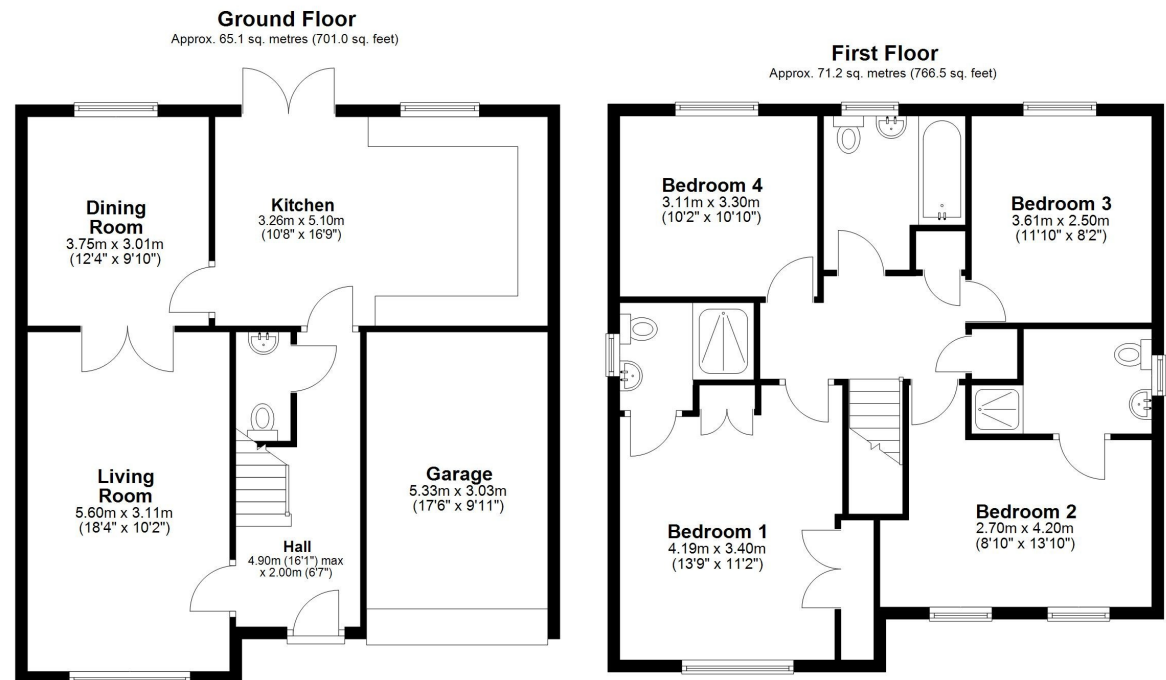 Ground Floor
Approx. 65.1 sq. metres (701.0 sq. feet)
Dining
Room
3.75m x 3.01m
(12'4" x 9'10")
Kitchen
3.26m x 5.10m
(10'8" x 16'9")
Living
Room
5.60m x 3.11m
(18'4" x 10'2")
Hall
4.90m (16'1") max
x 2.00m (6'7")
Garage
5.33m x 3.03m
(17'6" x 9'11")
First Floor
Approx. 71.2 sq. metres (766.5 sq. feet)
Bedroom 4
3.11m x 3.30m
(10'2" x 10'10")
Bedroom 3
3.61m x 2.50m
(11'10" x 8'2")
Bedroom 1
4.19m x 3.40m
(13'9" x 11'2")
Bedroom 2
2.70m x 4.20m
(8'10" x 13'10")